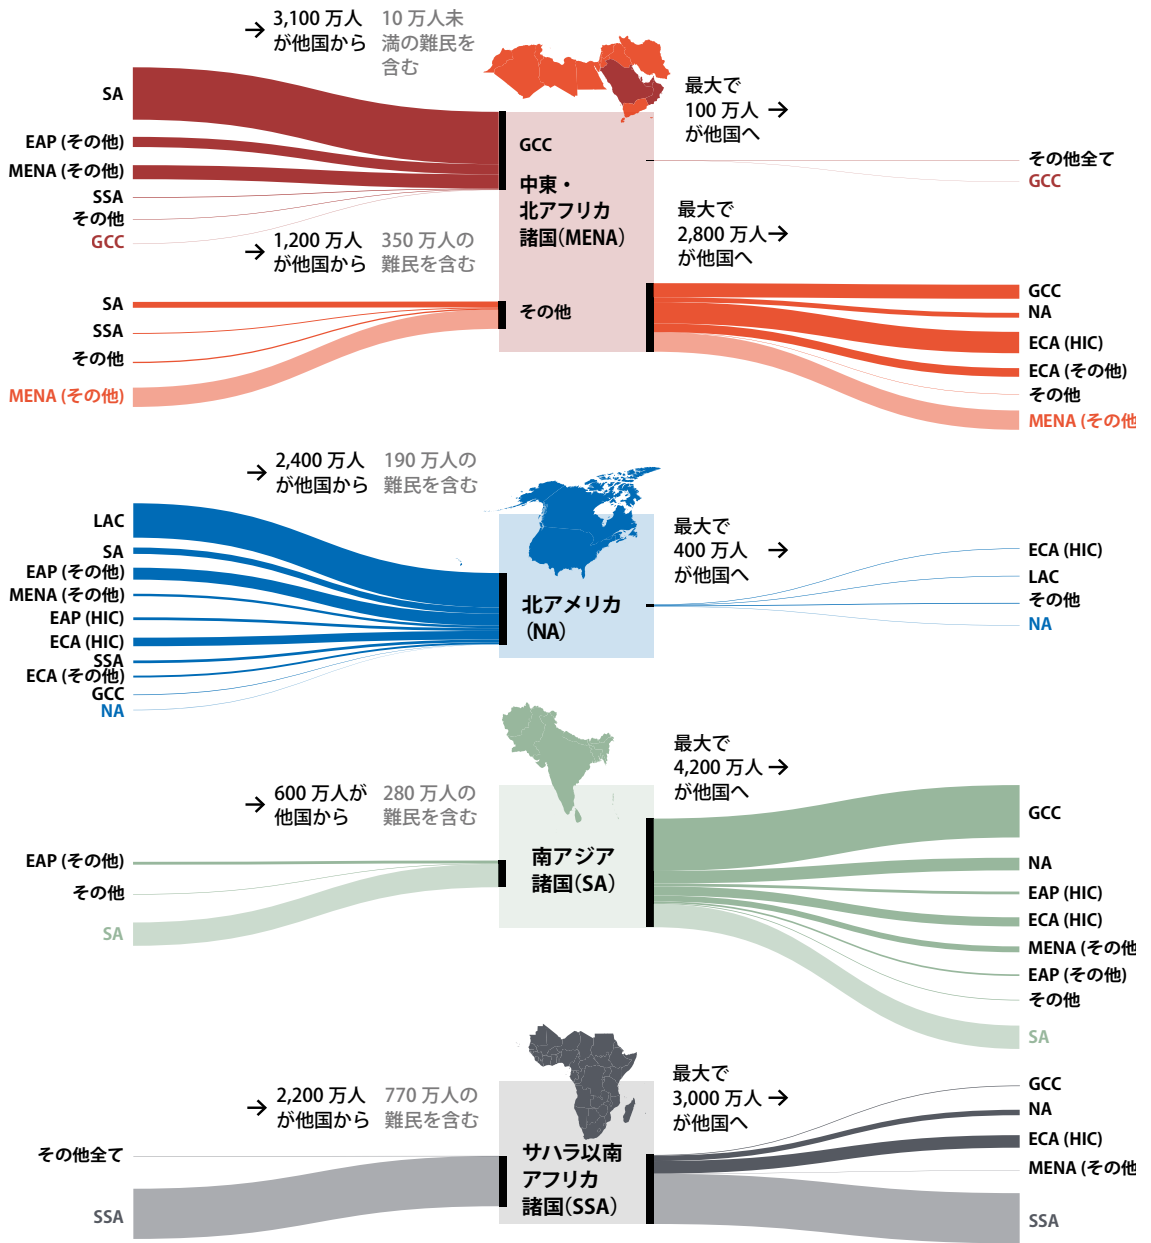 → 3,100 万人
が他国から
10 万人未
満の難民を
含む
SA
EAP (その他)
MENA (その他)
SSA
その他
GCC
GCC
中東・
北アフリカ
諸国(MENA)
最大で
100 万人 →
が他国へ
その他全て
GCC
→ 1,200 万人
が他国から
350 万人の
難民を含む
SA
SSA
その他
MENA (その他)
その他
最大で
2,800 万人→
が他国へ
GCC
NA
ECA (HIC)
ECA (その他)
その他
MENA (その他
→ 2,400 万人
が他国から
190 万人の
難民を含む
LAC
SA
EAP (その他)
MENA (その他)
EAP (HIC)
ECA (HIC)
SSA
ECA (その他)
GCC
NA
北アメリカ
(NA)
最大で
400 万人 →
が他国へ
ECA (HIC)
LAC
その他
NA
→ 600 万人が
他国から
280 万人の
難民を含む
EAP (その他)
その他
SA
南アジア
諸国(SA)
最大で
4,200 万人 →
が他国へ
GCC
NA
EAP (HIC)
ECA (HIC)
MENA (その他
EAP (その他)
その他
SA
→ 2,200 万人
が他国から
770 万人の
難民を含む
その他全て
SSA
サハラ以南
アフリカ
諸国(SSA)
最大で
3,000 万人 →
が他国へ
GCC
NA
ECA (HIC)
MENA (その他
SSA